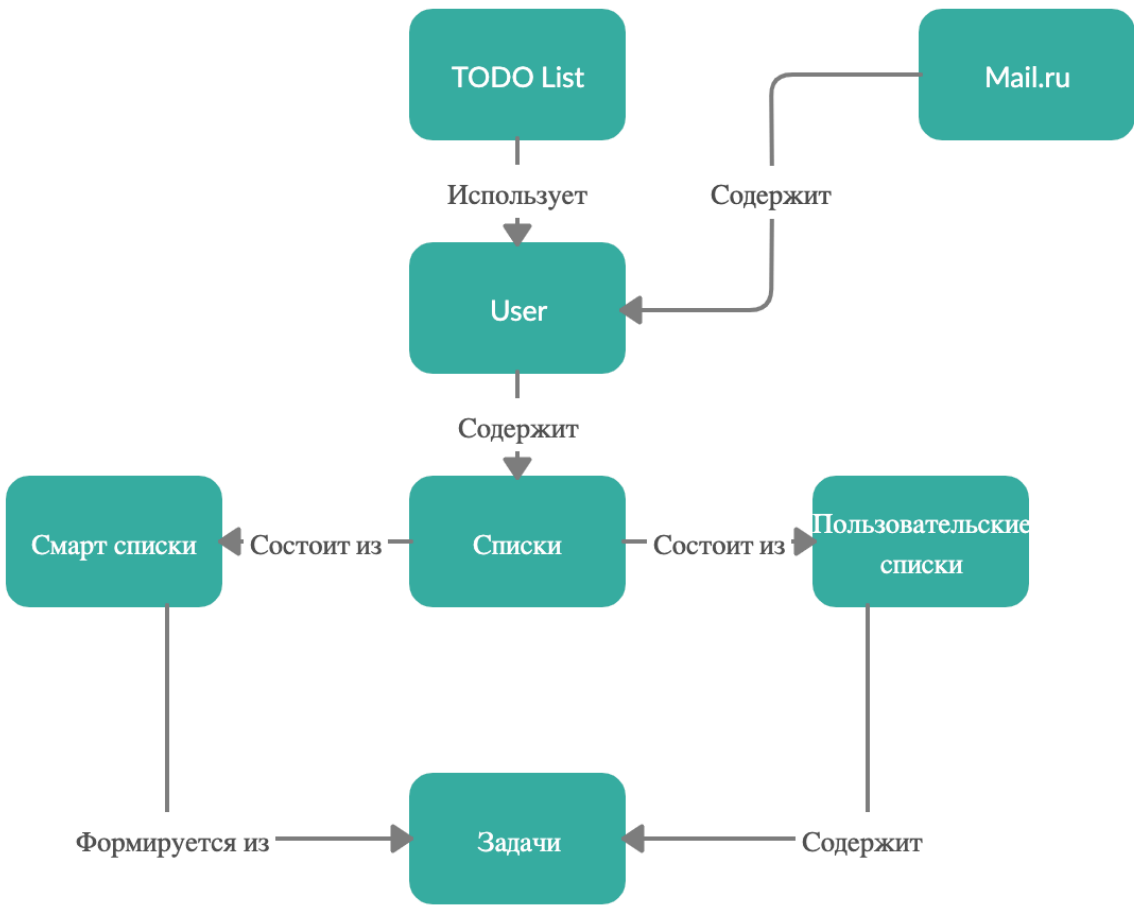 TODO List
Mail.ru
Использует
Содержит
User
Содержит
Смарт списки
Состоит из
Списки
Состоит из
Пользовательские
списки
Формируется из
Задачи
Содержит